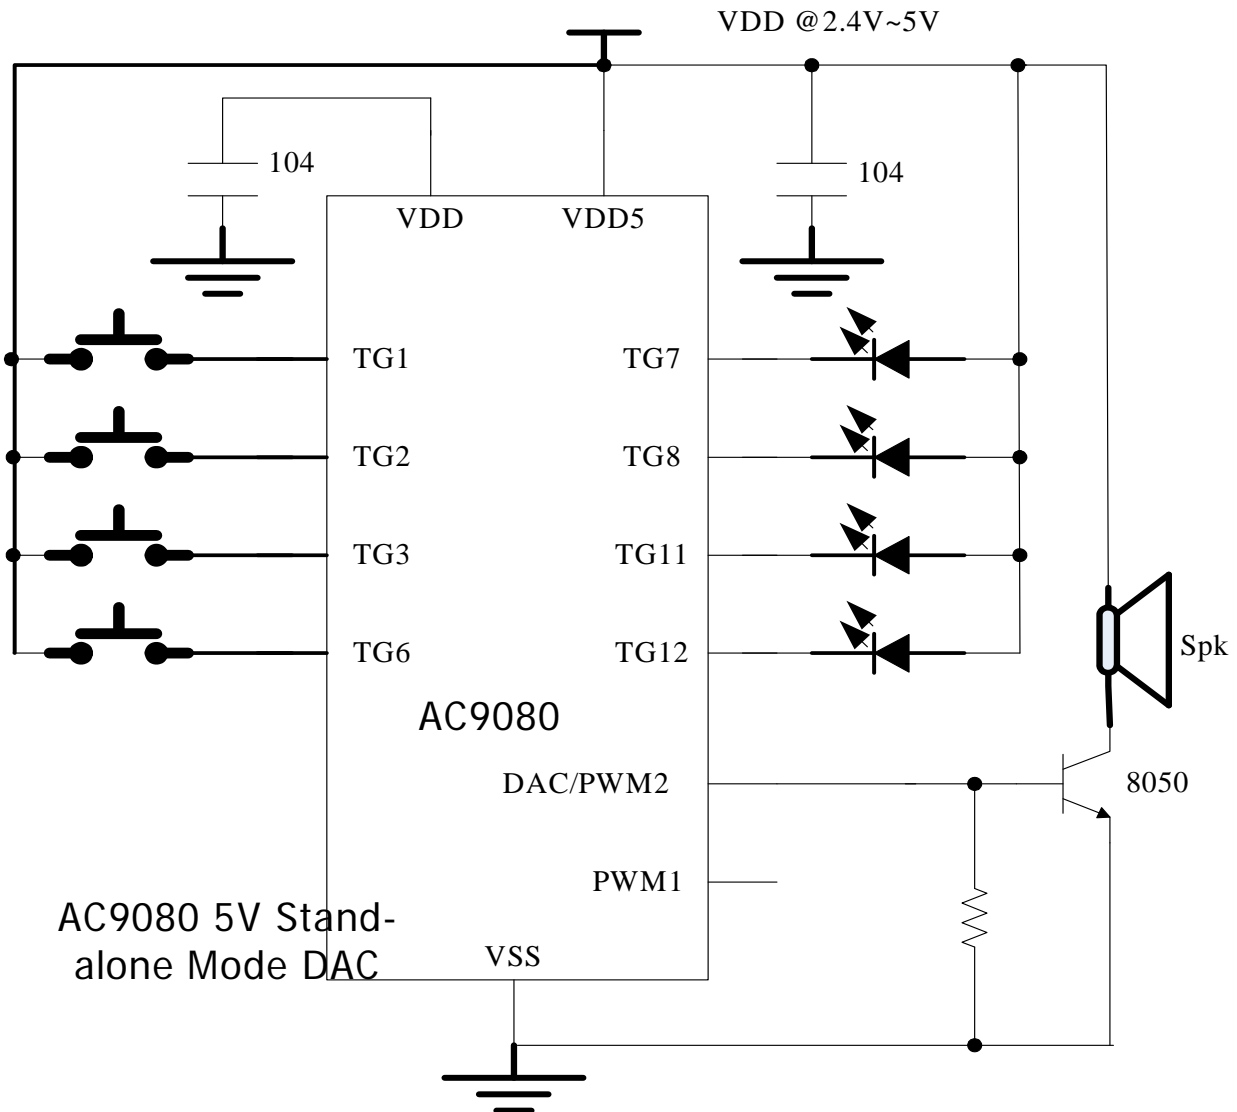 VDD @2.4V~5V
104
104
VDD
VDD5
TG1
TG7
TG2
TG8
TG3
TG11
TG6
TG12
Spk
AC9080
DAC/PWM2
8050
PWM1
AC9080 5V Stand-
alone Mode DAC
VSS